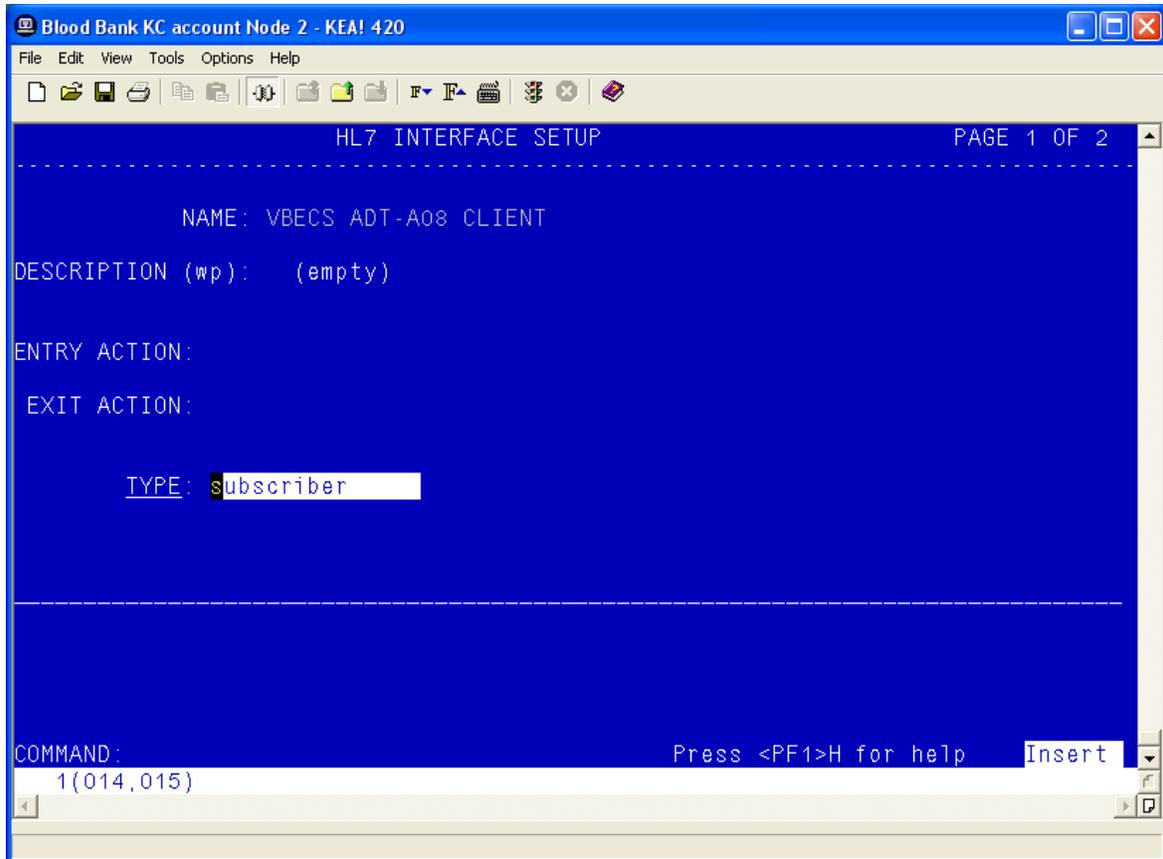 Blood Bank KC account Node 2 - KEA! 420
File Edit View Tools Options Help
HL7 INTERFACE SETUP PAGE 1 OF 2
NAME: VBECS ADT-A08 CLIENT
DESCRIPTION (wp): (empty)
ENTRY ACTION:
EXIT ACTION:
TYPE: subscriber
COMMAND: Press <PF1>H for help Insert
1(014,015)